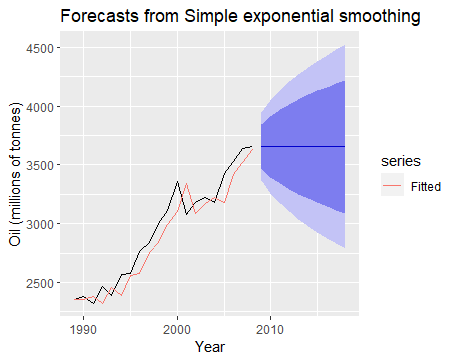 Forecasts from Simple exponential smoothing
4500
4000
3500
3000
2500
Oil (millions of tonnes)
1990
2000
2010
Year
series
Fitted